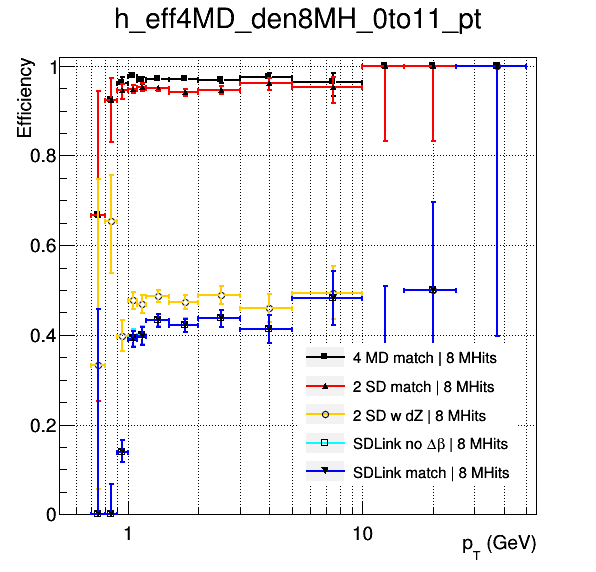 h_eff4MD_den8MH_0to11_pt
Efficiency
1
0.8
0.6
0.4
0.2
0
4 MD match | 8 MHits
2 SD match | 8 MHits
2 SD w dZ | 8 MHits
SDLink no Δβ | 8 MHits
SDLink match | 8 MHits
1
10
p_T (GeV)